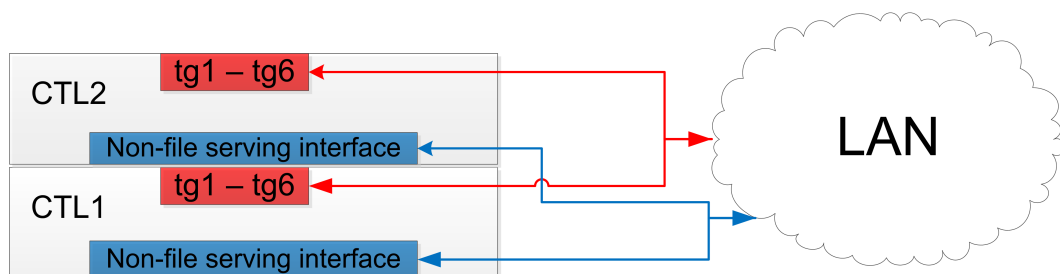 tg1 – tg6
CTL2
Non-file serving interface
tg1 – tg6
CTL1
Non-file serving interface
LAN